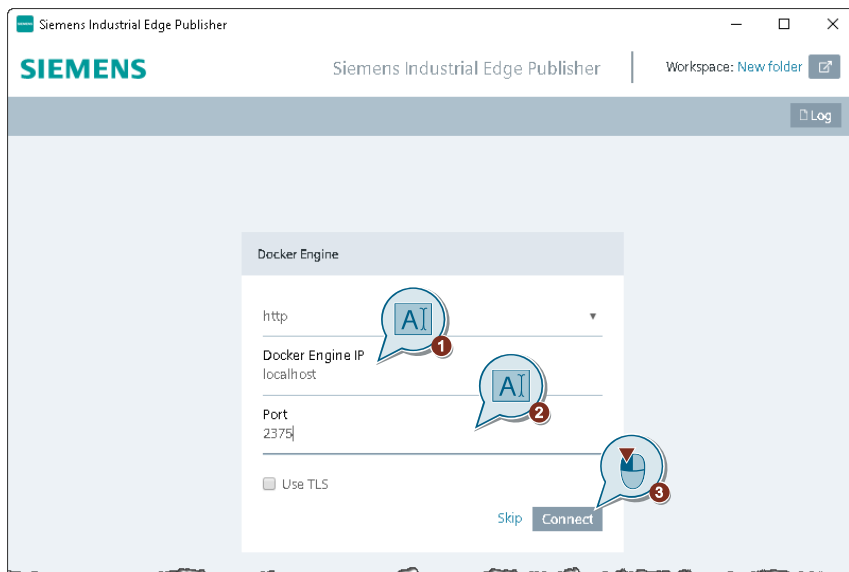 Siemens Industrial Edge Publisher
SIEMENS
Siemens Industrial Edge Publisher
Workspace: New folder
Log
Docker Engine
http
A
1
Docker Engine IP
localhost
A
2
Port
2375
Use TLS
3
Skip
Connect